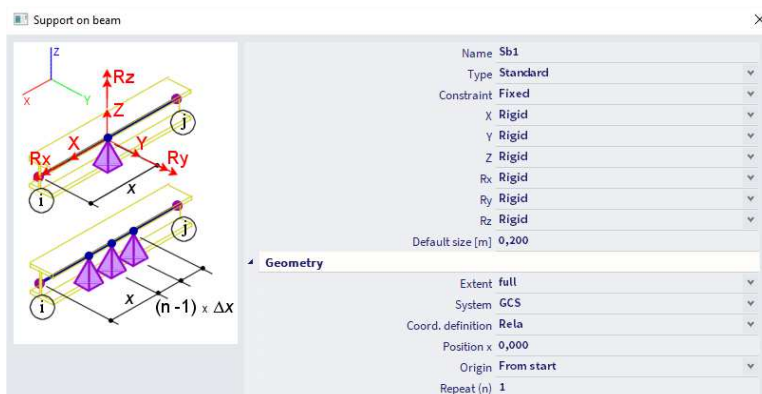 Support on beam
Z
X
Y
Rz
Z
j
X
Y
Rx
Ry
x
i
j
x
i
(n -1) x Δx
Name Sb1
Type Standard
Constraint Fixed
X Rigid
Y Rigid
Z Rigid
Rx Rigid
Ry Rigid
Rz Rigid
Default size [m] 0,200
Geometry
Extent full
System GCS
Coord. definition Rela
Position x 0,000
Origin From start
Repeat (n) 1